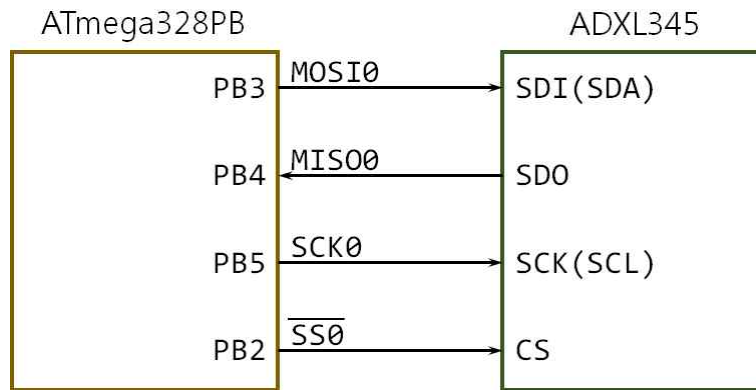 ATmega328PB ADXL345
PB3 MOSI0 SDI(SDA)
PB4 MISO0 SDO
PB5 SCK0 SCK(SCL)
PB2 SS0 CS